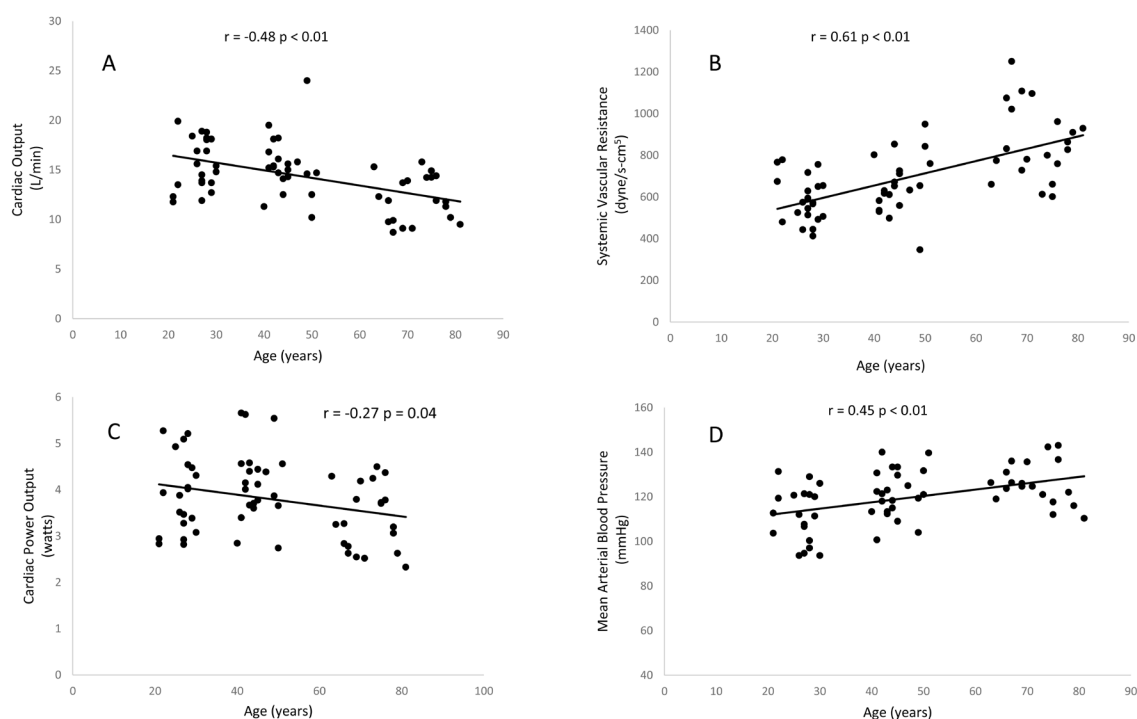 r = -0.48 p < 0.01
A
30
25
20
15
10
5
0
Cardiac Output
(L/min)
0 10 20 30 40 50 60 70 80 90
Age (years)
r = 0.61 p < 0.01
B
1400
1200
1000
800
600
400
200
0
Systemic Vascular Resistance
(dyne/s-cm⁵)
0 10 20 30 40 50 60 70 80 90
Age (years)
r = -0.27 p = 0.04
C
6
5
4
3
2
1
0
Cardiac Power Output
(watts)
0 20 40 60 80 100
Age (years)
r = 0.45 p < 0.01
D
160
140
120
100
80
60
40
Mean Arterial Blood Pressure
(mmHg)
0 10 20 30 40 50 60 70 80 90
Age (years)